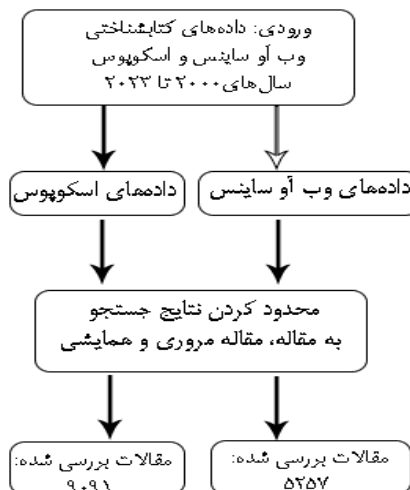 ورودی: داده‌های کتابشناختی
وب آو ساینس و اسکوپوس
سال‌های ۲۰۰۰ تا ۲۰۲۳
داده‌های وب آو ساینس
داده‌های اسکوپوس
محدود کردن نتایج جستجو
به مقاله، مقاله مروری و همایشی
مقالات بررسی شده:
۵۲۵۷
مقالات بررسی شده: